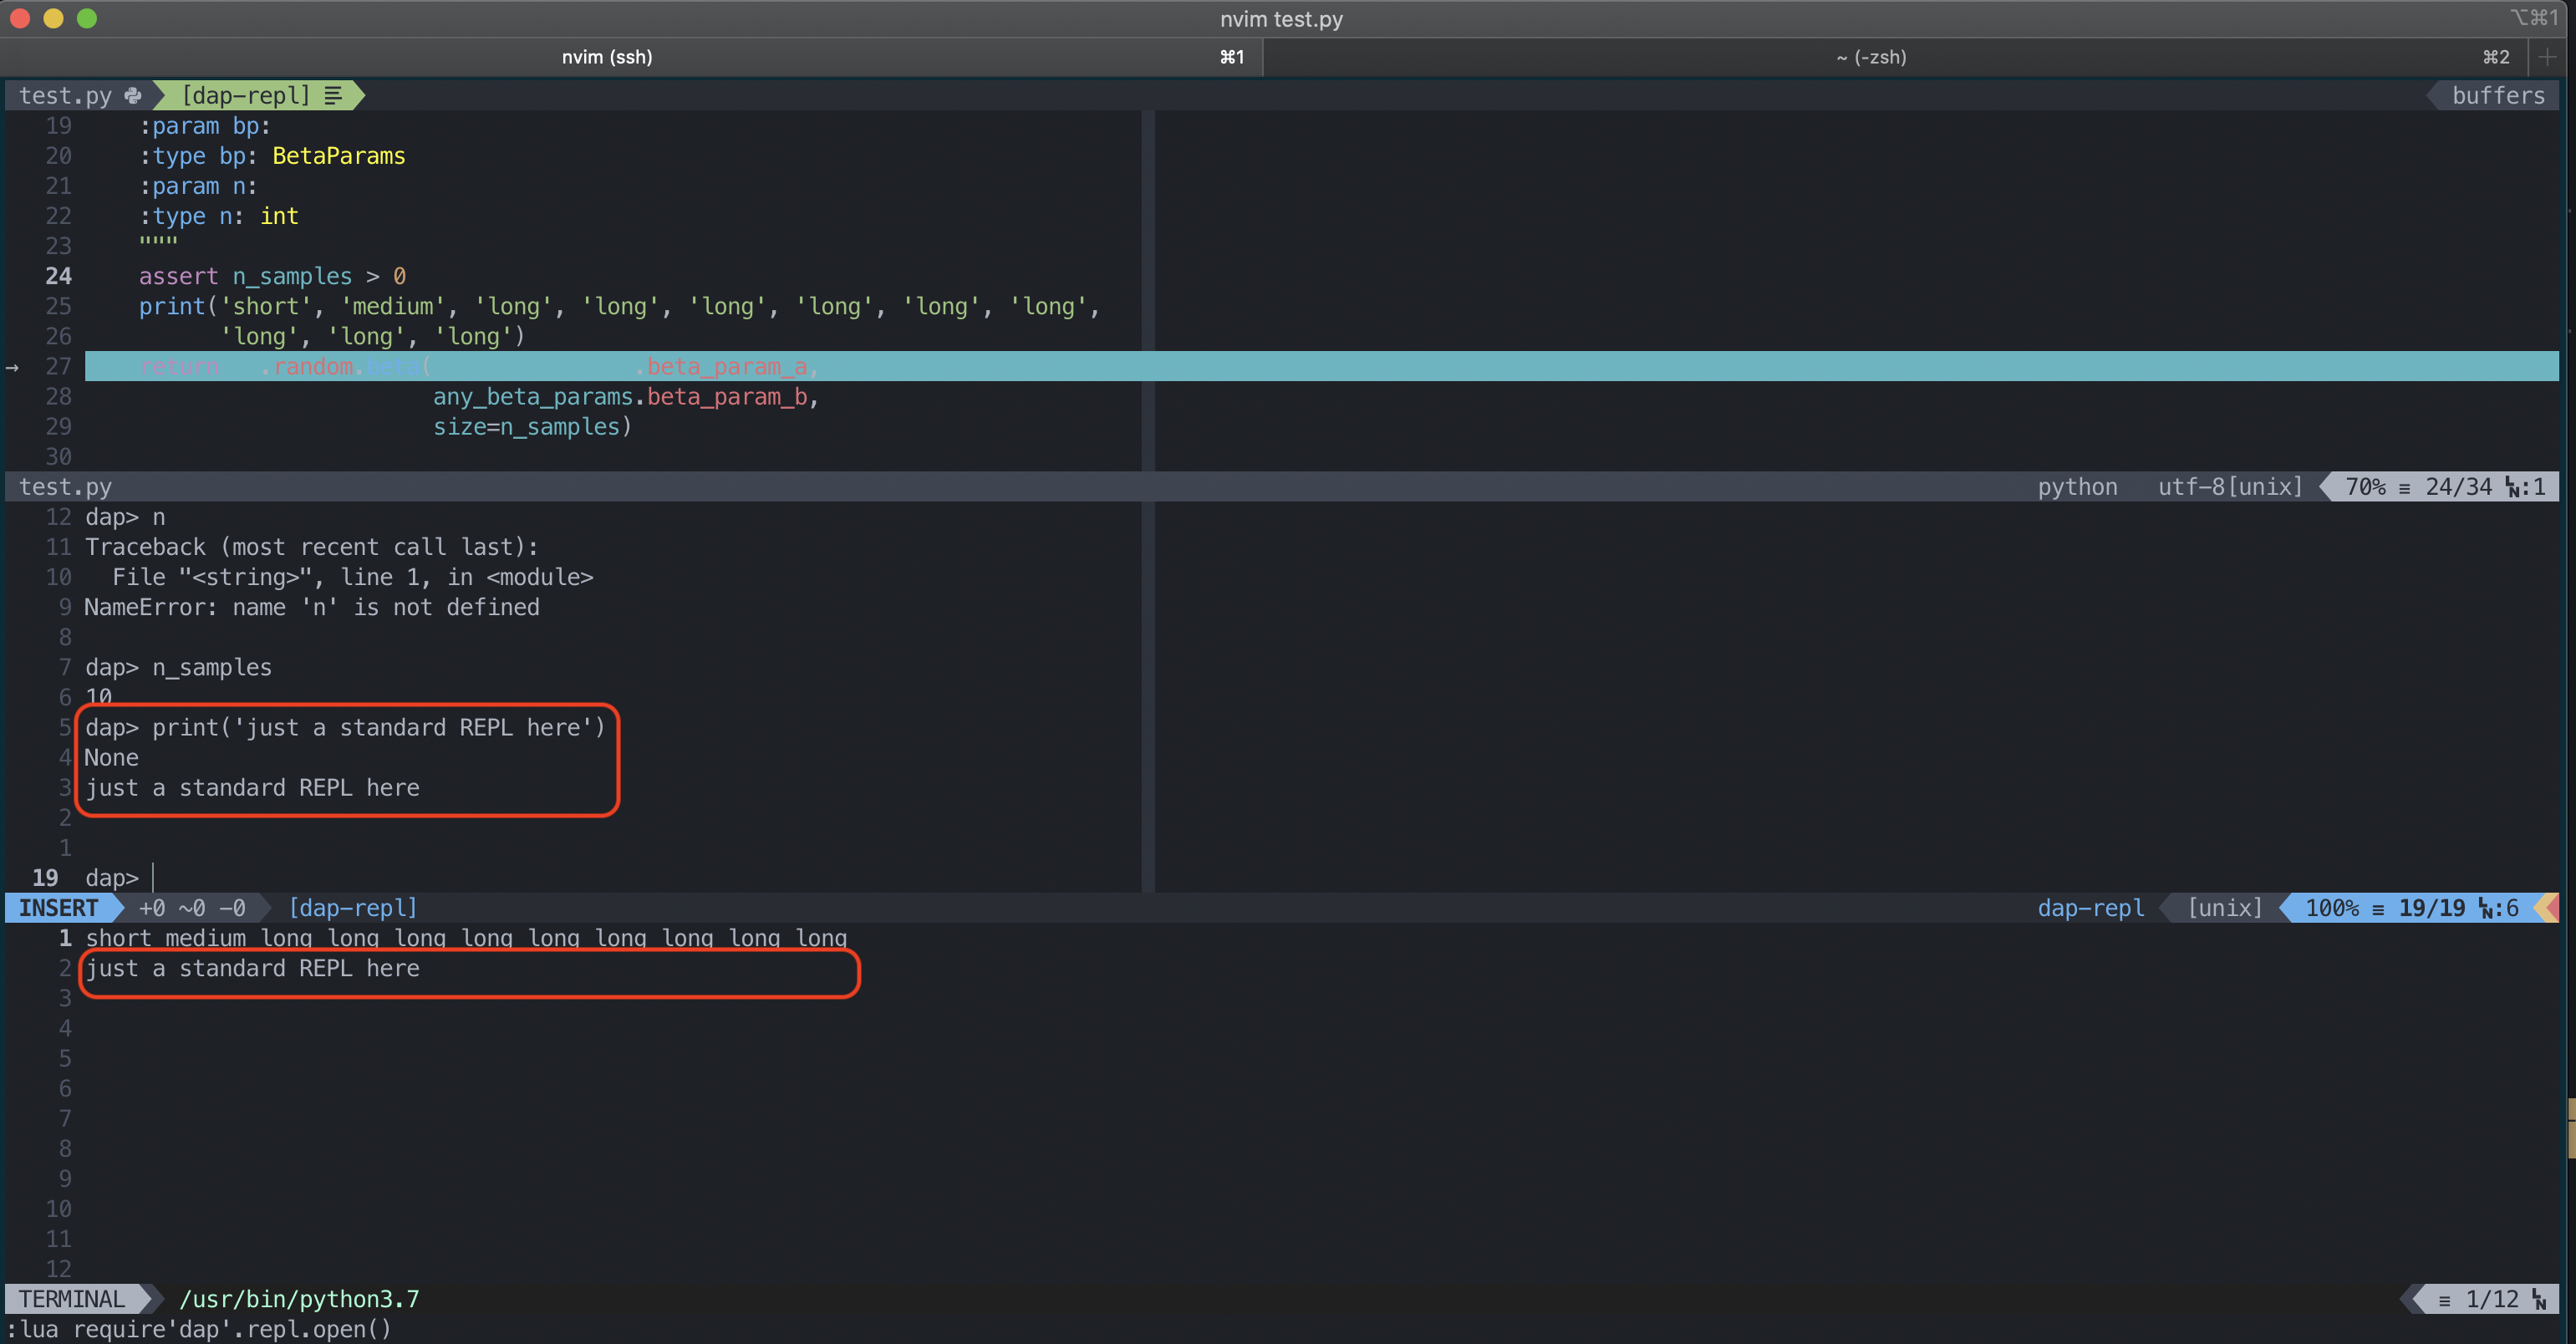 nvim test.py
⌥⌘1
nvim (ssh) ⌘1 ~ (-zsh) ⌘2 +
test.py [dap-repl] buffers
19 :param bp:
20 :type bp: BetaParams
21 :param n:
22 :type n: int
23 """
24 assert n_samples > 0
25 print('short', 'medium', 'long', 'long', 'long', 'long', 'long', 'long',
26 'long', 'long', 'long')
→ 27 return .random.beta( .beta_param_a,
28 any_beta_params.beta_param_b,
29 size=n_samples)
30
test.py python utf-8[unix] 70% ≡ 24/34 ␤:1
12 dap> n
11 Traceback (most recent call last):
10 File "<string>", line 1, in <module>
9 NameError: name 'n' is not defined
8
7 dap> n_samples
6 10
5 dap> print('just a standard REPL here')
4 None
3 just a standard REPL here
2
1
19 dap>
INSERT +0 ~0 -0 [dap-repl] dap-repl [unix] 100% ≡ 19/19 ␤:6
1 short medium long long long long long long long long long
2 just a standard REPL here
3
4
5
6
7
8
9
10
11
12
TERMINAL /usr/bin/python3.7 ≡ 1/12 ␤
:lua require'dap'.repl.open()